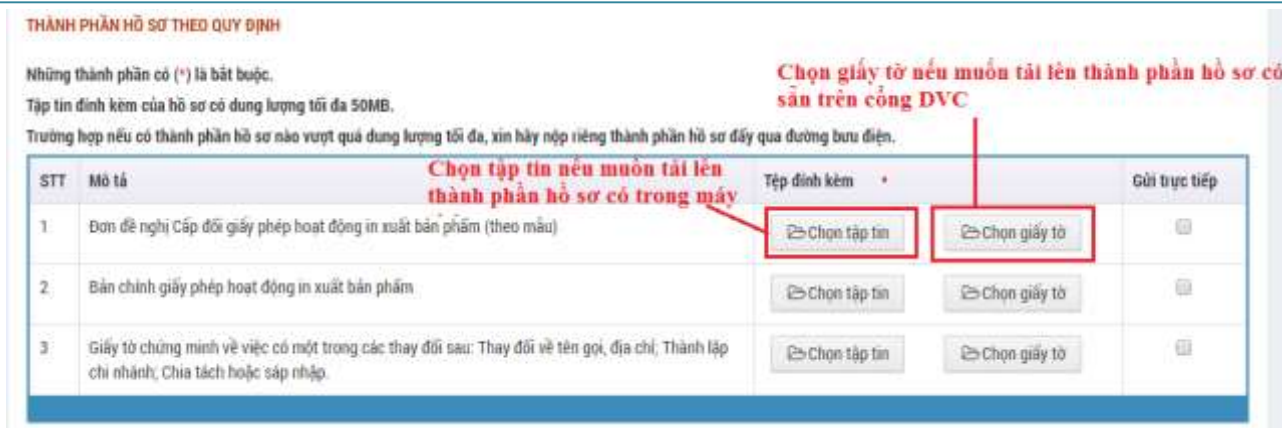 THÀNH PHẦN HỒ SƠ THEO QUY ĐỊNH
Những thành phần có (*) là bắt buộc.
Tập tin đính kèm của hồ sơ có dung lượng tối đa 50MB.
Trường hợp nếu có thành phần hồ sơ nào vượt quá dung lượng tối đa, xin hãy nộp riêng thành phần hồ sơ đấy qua đường bưu điện.
Chọn giấy tờ nếu muốn tải lên thành phần hồ sơ có
sẵn trên cổng DVC
Chọn tập tin nếu muốn tải lên
thành phần hồ sơ có trong máy
STT Mô tả Tệp đính kèm * Gửi trực tiếp
1 Đơn đề nghị Cấp đổi giấy phép hoạt động in xuất bản phẩm (theo mẫu) Chọn tập tin Chọn giấy tờ
2 Bản chính giấy phép hoạt động in xuất bản phẩm Chọn tập tin Chọn giấy tờ
3 Giấy tờ chứng minh về việc có một trong các thay đổi sau: Thay đổi về tên gọi, địa chỉ; Thành lập
chi nhánh; Chia tách hoặc sáp nhập. Chọn tập tin Chọn giấy tờ